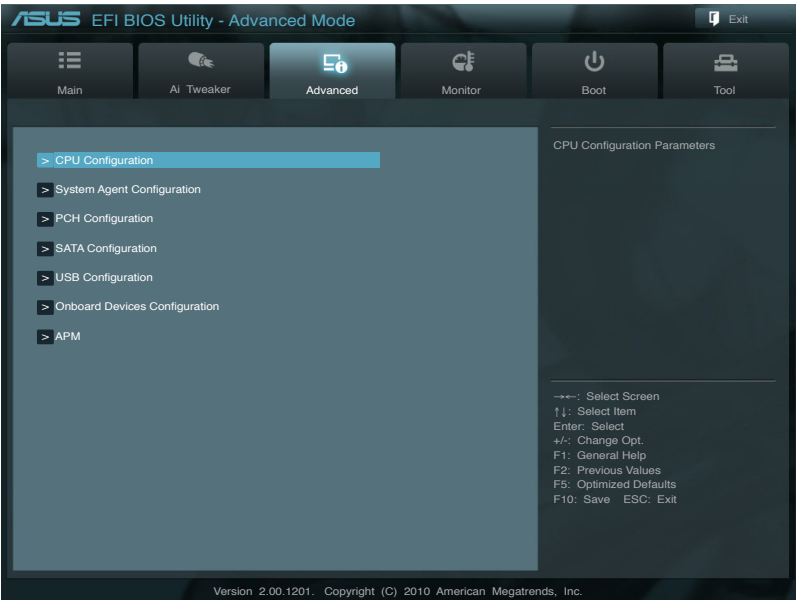 ASUS EFI BIOS Utility - Advanced Mode
Exit
Main
Ai Tweaker
Advanced
Monitor
Boot
Tool
> CPU Configuration
> System Agent Configuration
> PCH Configuration
> SATA Configuration
> USB Configuration
> Onboard Devices Configuration
> APM
CPU Configuration Parameters
→←: Select Screen
↑↓: Select Item
Enter: Select
+/-: Change Opt.
F1: General Help
F2: Previous Values
F5: Optimized Defaults
F10: Save ESC: Exit
Version 2.00.1201. Copyright (C) 2010 American Megatrends, Inc.